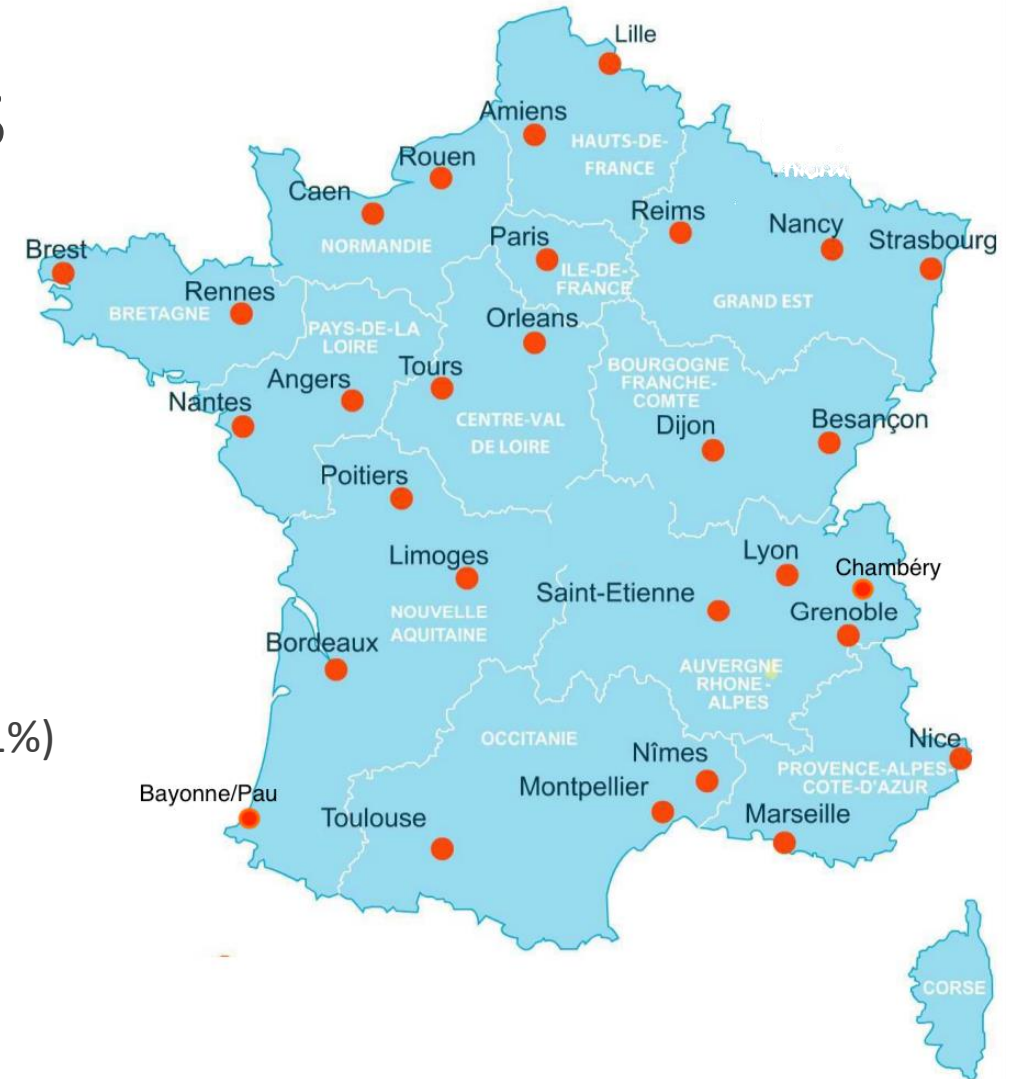 Lille
Amiens
HAUTS-DE-
FRANCE
Rouen
Caen
Reims
Nancy
Strasbourg
Paris
NORMANDIE
Brest
ILE-DE-
FRANCE
Rennes
BRETAGNE
GRAND EST
Orleans
PAYS-DE-LA
LOIRE
BOURGOGNE
FRANCHE-
COMTE
Tours
Angers
Nantes
CENTRE-VAL
DE LOIRE
Dijon
Besançon
Poitiers
Limoges
Lyon
Chambéry
Saint-Etienne
Grenoble
NOUVELLE
AQUITAINE
Bordeaux
AUVERGNE
RHONE-
ALPES
%)
OCCITANIE
Nîmes
Nice
PROVENCE-ALPES-
COTE-D'AZUR
Montpellier
Bayonne/Pau
Toulouse
Marseille
CORSE